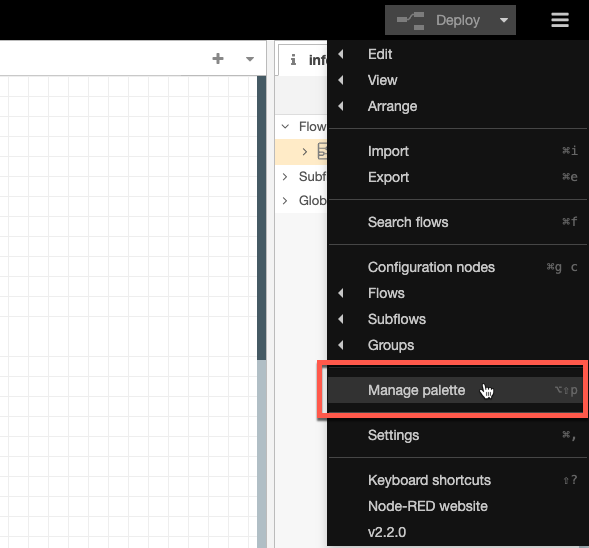 Deploy
i info
Edit
View
Arrange
Flow
Import ⌘i
Export ⌘e
Subf
Glob
Search flows ⌘f
Configuration nodes ⌘g c
Flows
Subflows
Groups
Manage palette ⌥⇧p
Settings ⌘,
Keyboard shortcuts ⇧?
Node-RED website
v2.2.0